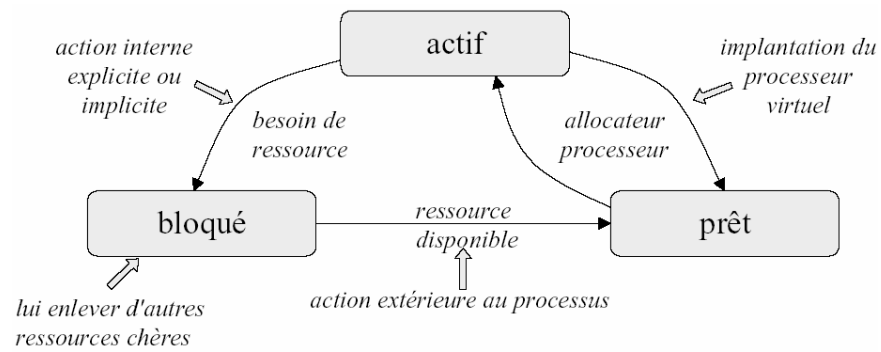 actif
action interne
explicite ou
implicite
implantation du
processeur
virtuel
besoin de
ressource
allocateur
processeur
bloqué
ressource
disponible
prêt
lui enlever d'autres
ressources chères
action extérieure au processus